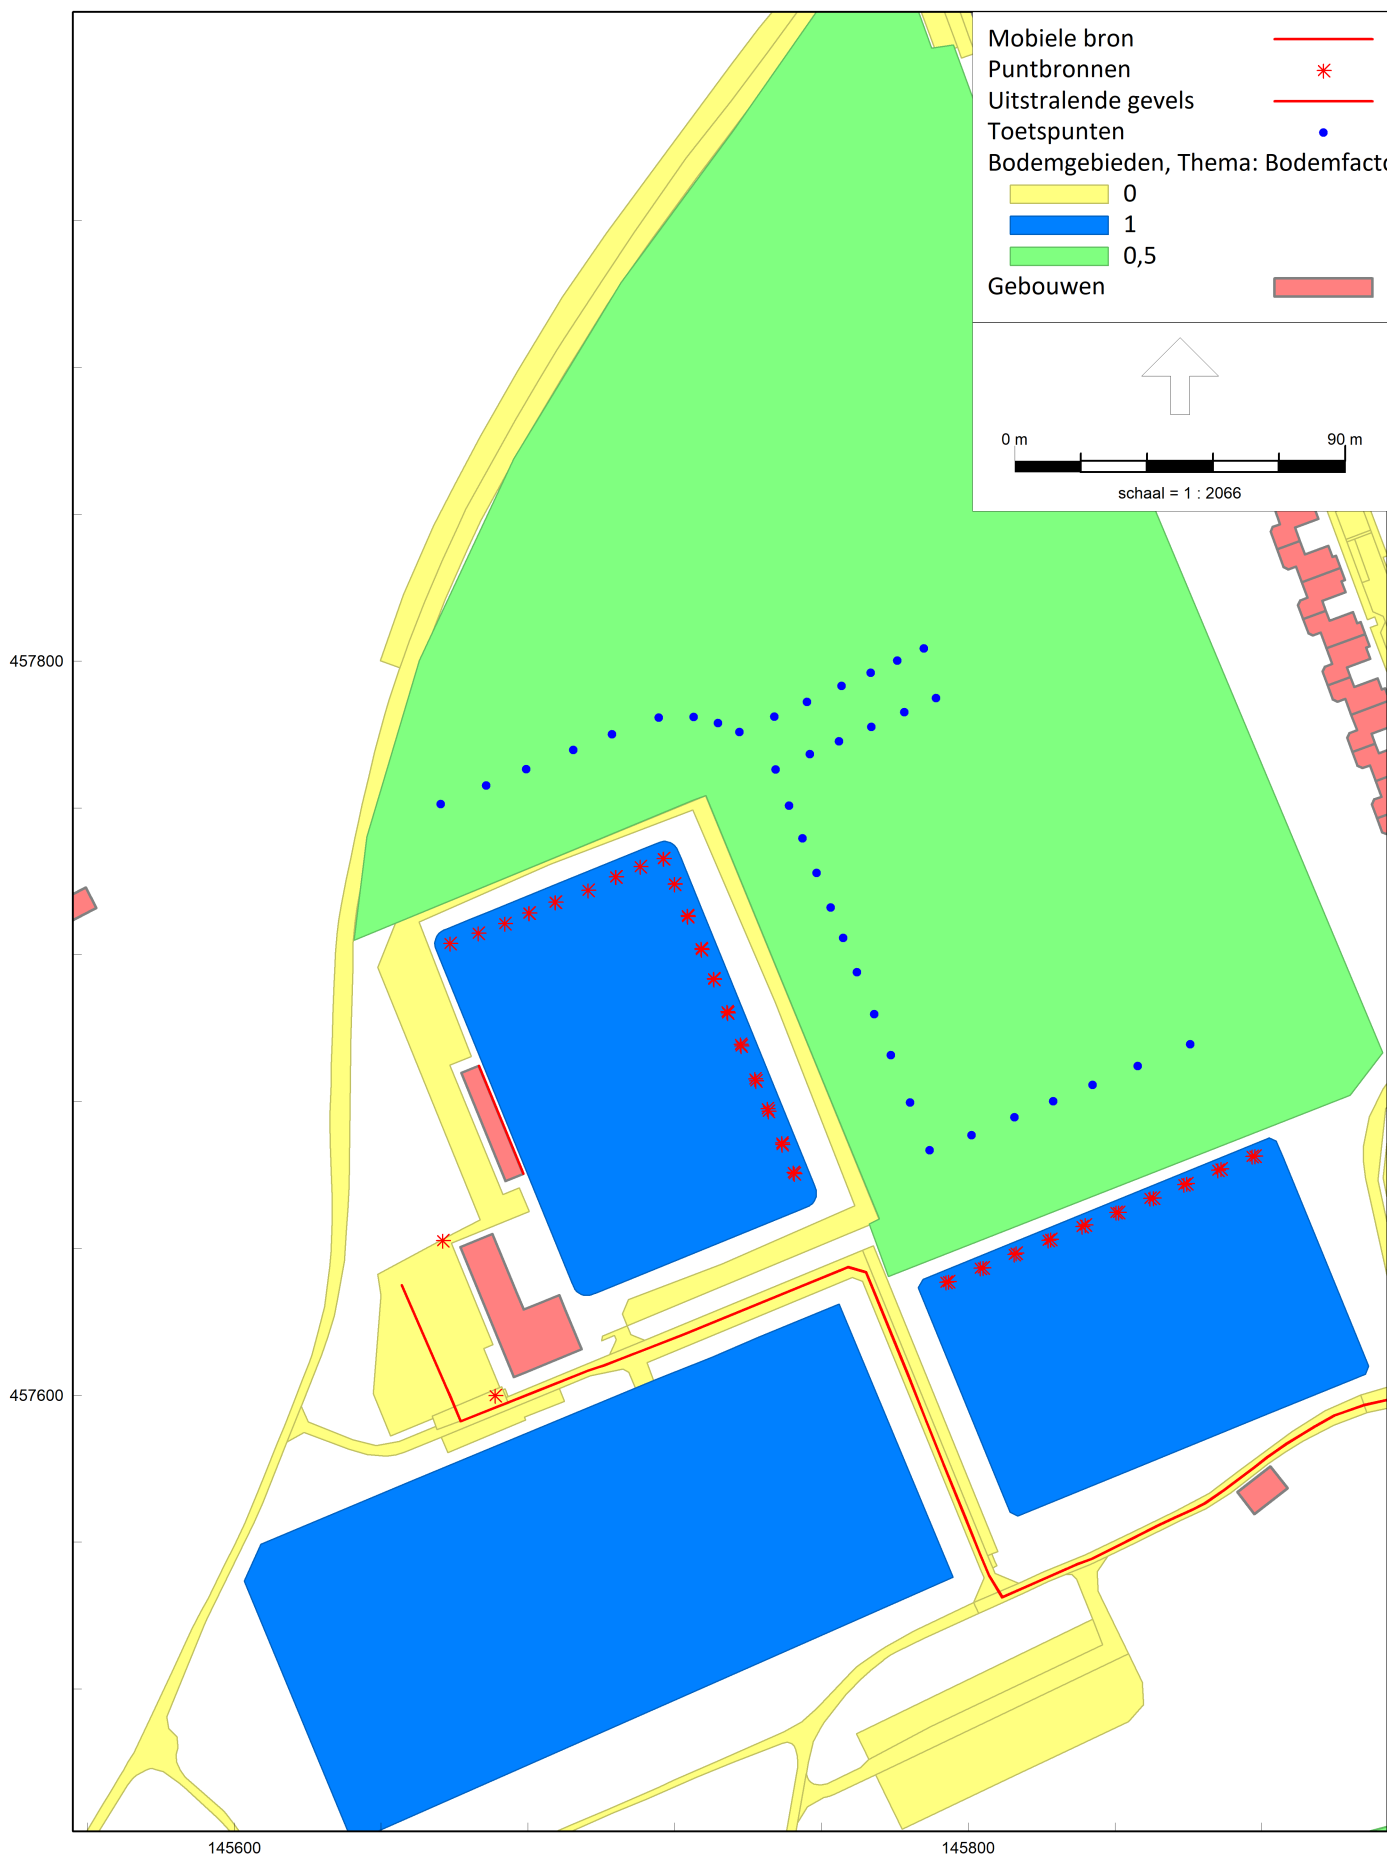 Mobiele bron
Puntbronnen
Uitstralende gevels
Toetspunten
Bodemgebieden, Thema: Bodemfacto
0
1
0,5
Gebouwen
0 m 90 m
schaal = 1 : 2066
457800
457600
145600 145800